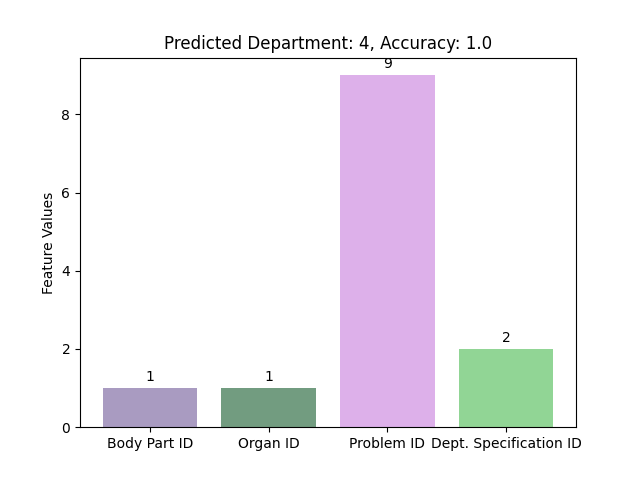 Predicted Department: 4, Accuracy: 1.0
Feature Values
8
6
4
2
0
1
1
9
2
Body Part ID
Organ ID
Problem ID
Dept. Specification ID